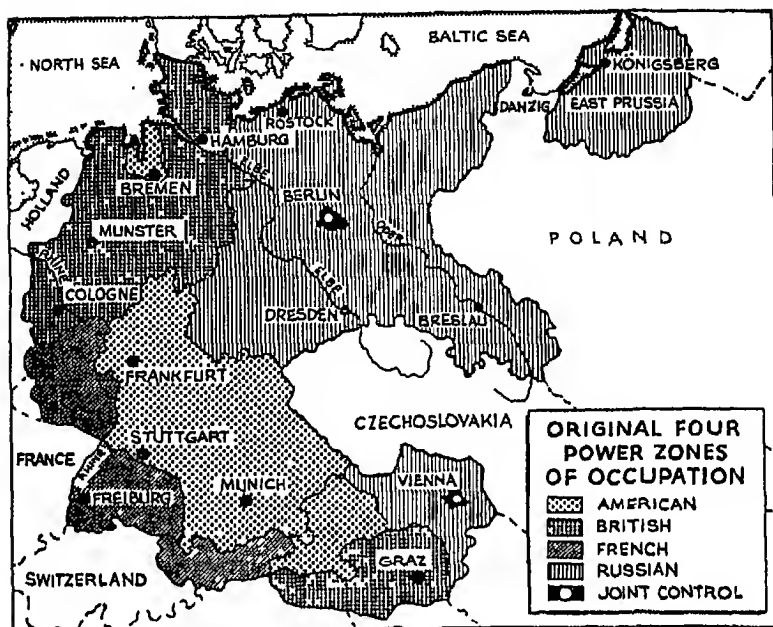 NORTH SEA
BALTIC SEA
KÖNIGSBERG
DANZIG
EAST PRUSSIA
ROSTOCK
HAMBURG
ELBE
BREMEN
HOLLAND
BERLIN
MUNSTER
ODER
POLAND
RHINE
COLOGNE
ELBE
DRESDEN
BRESLAU
FRANKFURT
CZECHOSLOVAKIA
STUTTGART
FRANCE
RHINE
FREIBURG
MUNICH
VIENNA
SWITZERLAND
GRAZ
ORIGINAL FOUR
POWER ZONES
OF OCCUPATION
AMERICAN
BRITISH
FRENCH
RUSSIAN
JOINT CONTROL